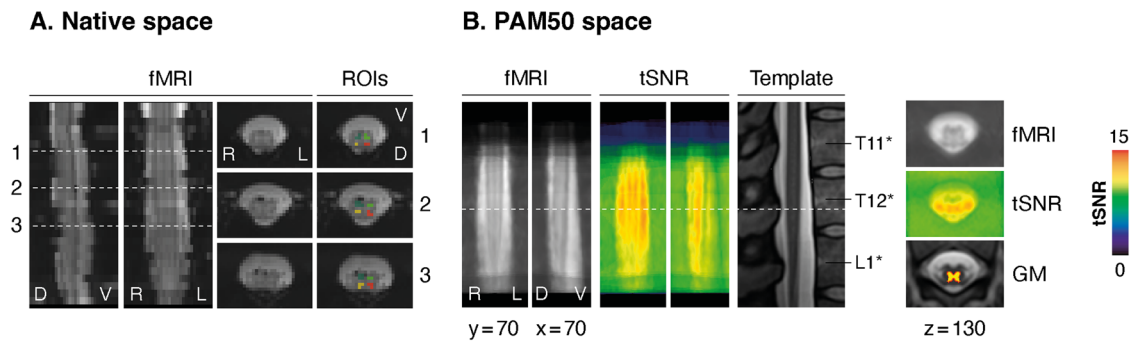 A. Native space
fMRI
ROIs
1
2
3
D
V
R
L
R
L
V
D
1
2
3
B. PAM50 space
fMRI
tSNR
Template
R
L
D
V
y=70
x=70
T11*
T12*
L1*
fMRI
tSNR
GM
z=130
15
tSNR
0